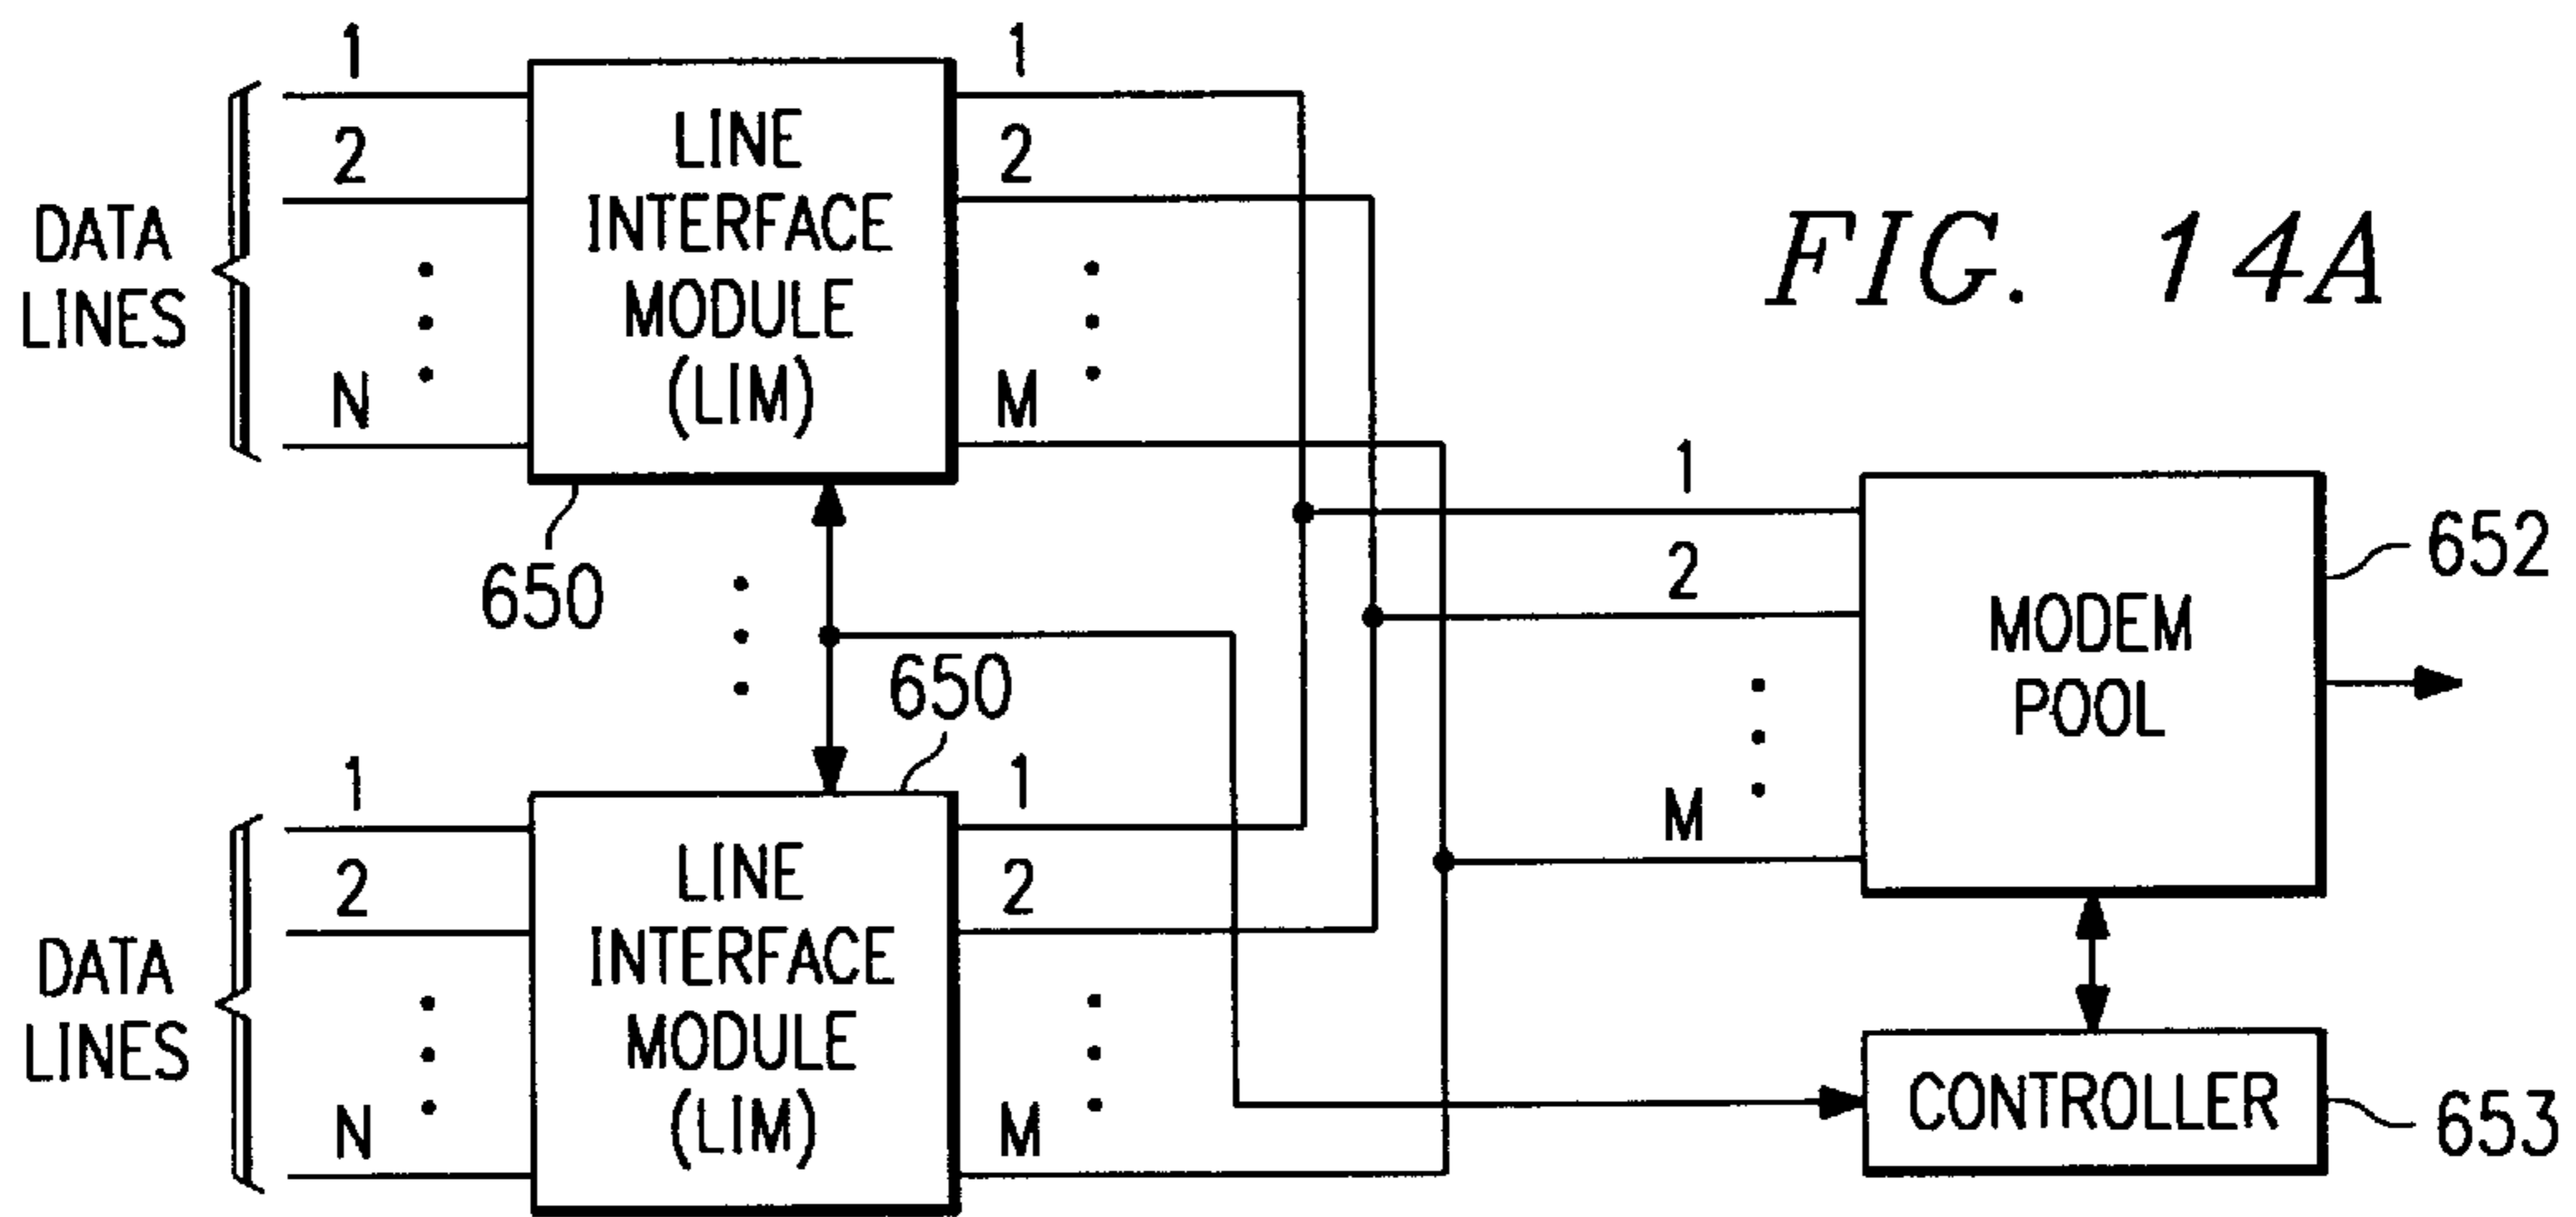 FIG. 14A
DATA
LINES
1
2
N
LINE
INTERFACE
MODULE
(LIM)
1
2
M
650
650
DATA
LINES
1
2
N
LINE
INTERFACE
MODULE
(LIM)
1
2
M
1
2
M
MODEM
POOL
652
CONTROLLER
653